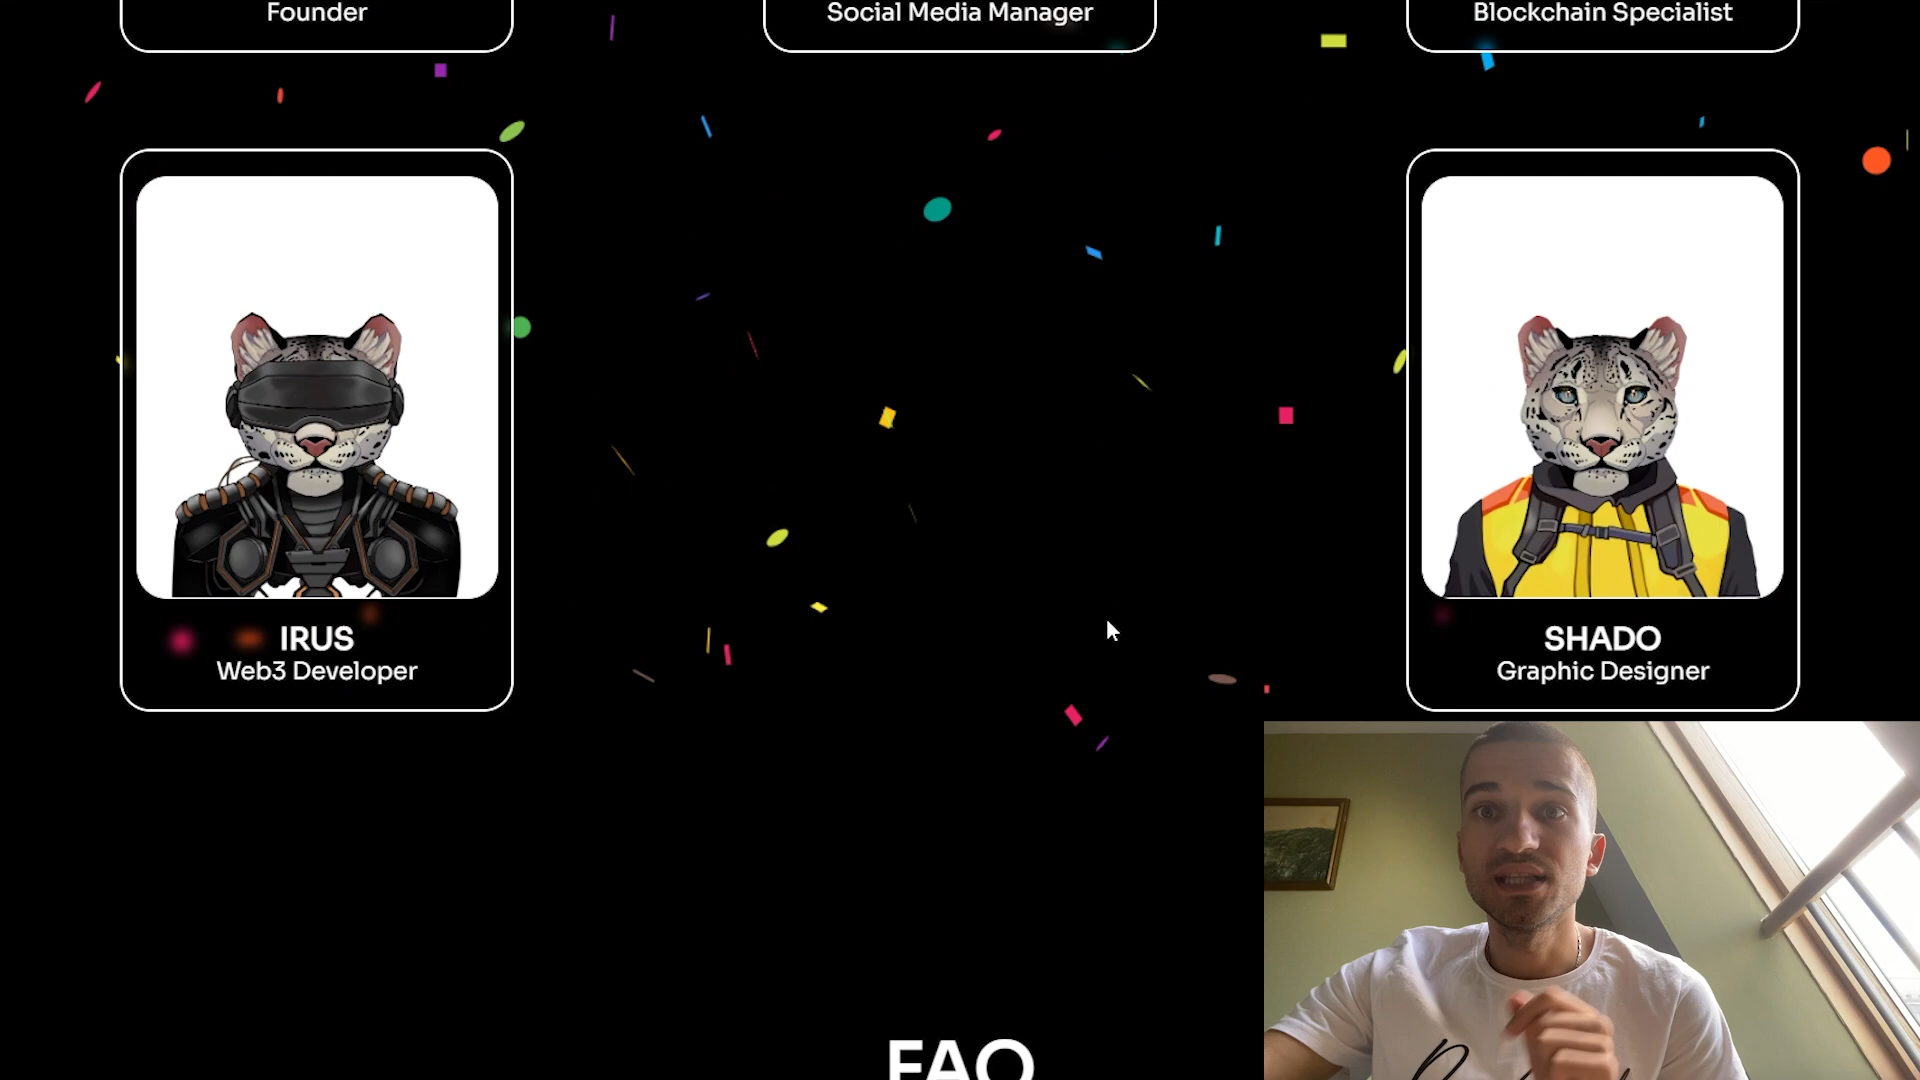 Founder
Social Media Manager
Blockchain Specialist
IRUS
Web3 Developer
SHADO
Graphic Designer
FAQ